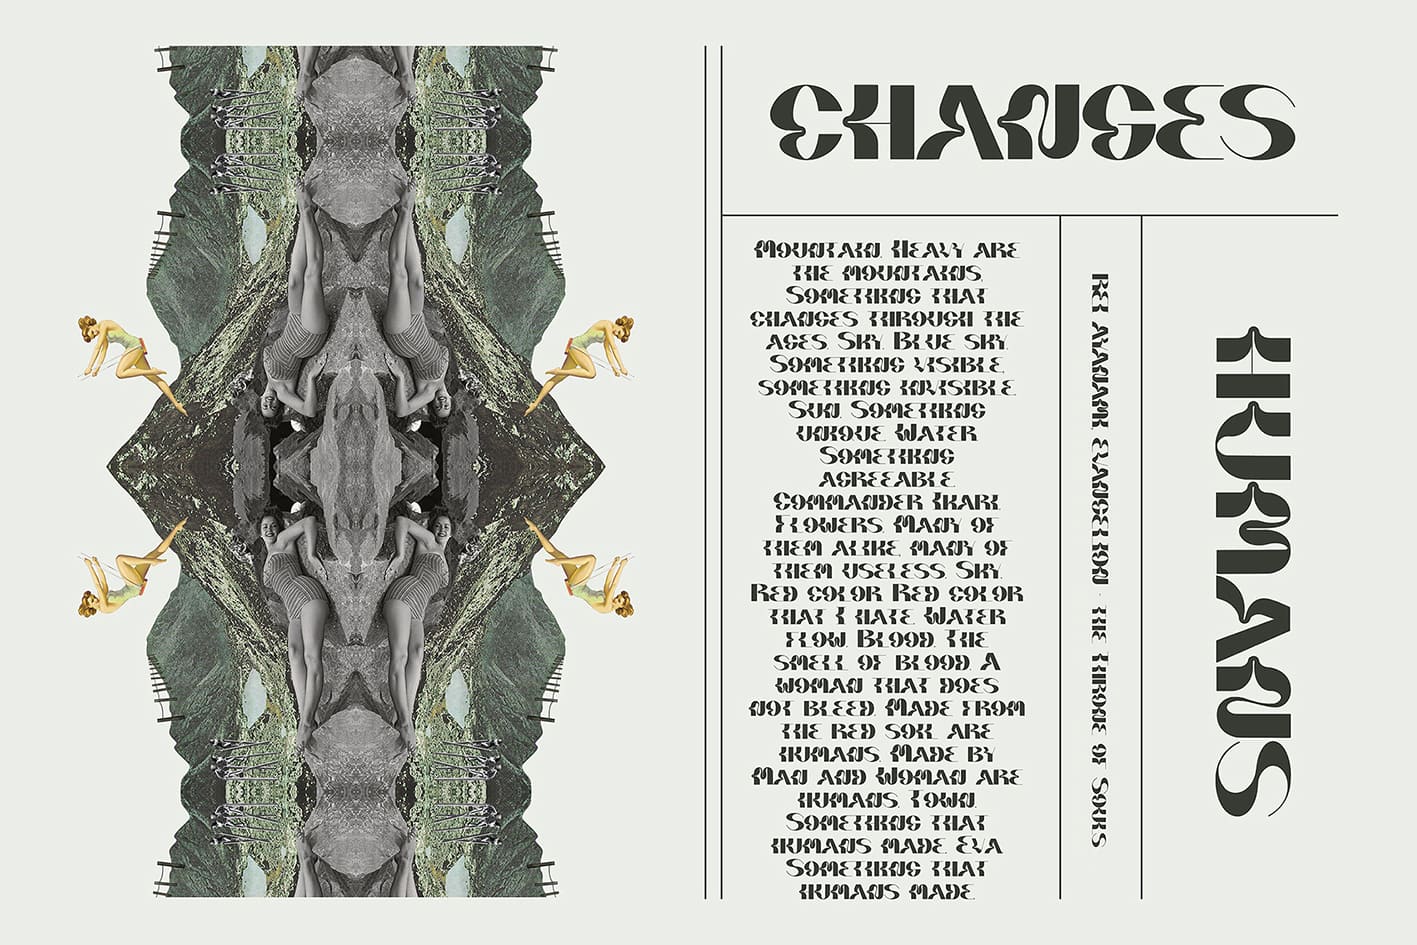 CHANGES
Mountain. Heavy are
the mountains.
Something that
changes through the
ages. Sky. Blue sky.
Something visible,
something invisible.
Sun. Something
unique Water
Something
agreeable.
Commander Ikari.
Flowers. Many of
them alike, many of
them useless. Sky.
Red color Red color
that I hate Water
flow. Blood. The
smell of blood. A
woman that does
not bleed. Made from
the red soil are
humans. Made by
Man and Woman are
humans. Town.
Something that
humans made Eva
Something that
humans made.
REI AYANAMI EVANGELION - THE THRONE OF SOULS
HUMANS